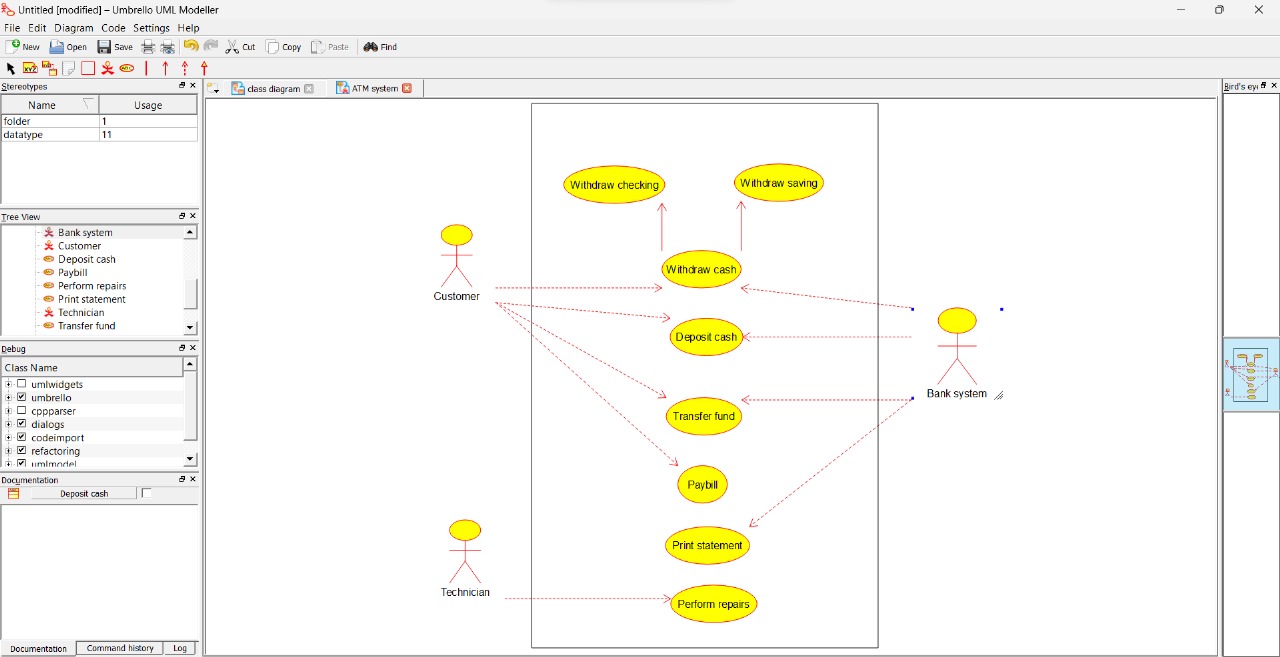 Untitled [modified] – Umbrello UML Modeller
File Edit Diagram Code Settings Help
New Open Save Cut Copy Paste Find
Stereotypes
Name Usage
folder 1
datatype 11
Tree View
Bank system
Customer
Deposit cash
Paybill
Perform repairs
Print statement
Technician
Transfer fund
Debug
Class Name
umlwidgets
umbrello
cppparser
dialogs
codeimport
refactoring
umlmodel
Documentation
Deposit cash
Documentation Command history Log
class diagram ATM system
Withdraw checking
Withdraw saving
Customer
Withdraw cash
Deposit cash
Bank system
Transfer fund
Paybill
Print statement
Technician
Perform repairs
Bird's eye